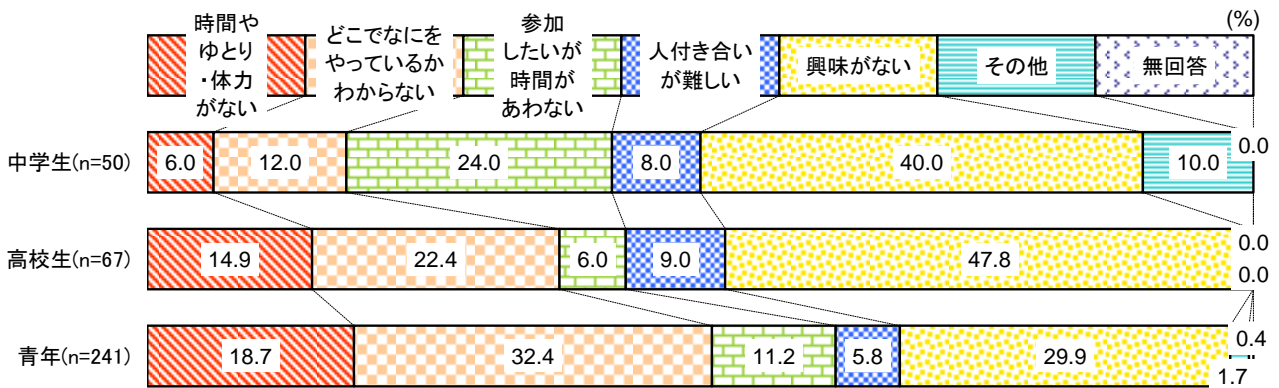 (%)
時間や
ゆとり
・体力
がない
どこでなにを
やっているか
わからない
参加
したいが
時間が
あわない
人付き合い
が難しい
興味がない
その他
無回答
中学生(n=50)
6.0
12.0
24.0
8.0
40.0
10.0
0.0
高校生(n=67)
14.9
22.4
6.0
9.0
47.8
0.0
0.0
青年(n=241)
18.7
32.4
11.2
5.8
29.9
1.7
0.4